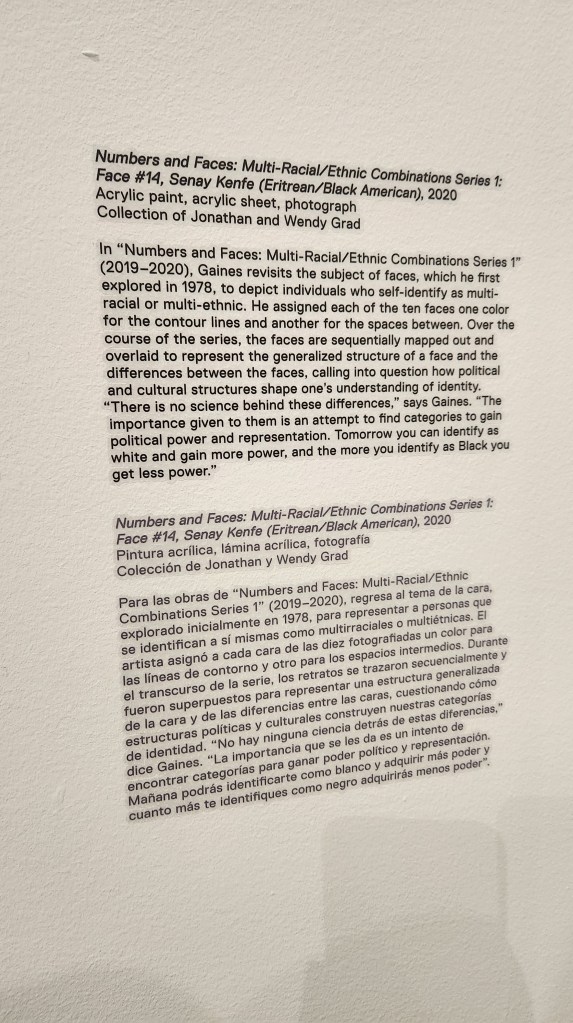 Numbers and Faces: Multi-Racial/Ethnic Combinations Series 1:
Face #14, Senay Kenfe (Eritrean/Black American), 2020
Acrylic paint, acrylic sheet, photograph
Collection of Jonathan and Wendy Grad
In “Numbers and Faces: Multi-Racial/Ethnic Combinations Series 1”
(2019–2020), Gaines revisits the subject of faces, which he first
explored in 1978, to depict individuals who self-identify as multi-
racial or multi-ethnic. He assigned each of the ten faces one color
for the contour lines and another for the spaces between. Over the
course of the series, the faces are sequentially mapped out and
overlaid to represent the generalized structure of a face and the
differences between the faces, calling into question how political
and cultural structures shape one’s understanding of identity.
“There is no science behind these differences,” says Gaines. “The
importance given to them is an attempt to find categories to gain
political power and representation. Tomorrow you can identify as
white and gain more power, and the more you identify as Black you
get less power.”
Numbers and Faces: Multi-Racial/Ethnic Combinations Series 1:
Face #14, Senay Kenfe (Eritrean/Black American), 2020
Pintura acrílica, lámina acrílica, fotografía
Colección de Jonathan y Wendy Grad
Para las obras de “Numbers and Faces: Multi-Racial/Ethnic
Combinations Series 1” (2019–2020), regresa al tema de la cara,
explorado inicialmente en 1978, para representar a personas que
se identifican a sí mismas como multirraciales o multiétnicas. El
artista asignó a cada cara de las diez fotografiadas un color para
las líneas de contorno y otro para los espacios intermedios. Durante
el transcurso de la serie, los retratos se trazaron secuencialmente y
fueron superpuestos para representar una estructura generalizada
de la cara y de las diferencias entre las caras, cuestionando cómo
estructuras políticas y culturales construyen nuestras categorías
de identidad. “No hay ninguna ciencia detrás de estas diferencias,”
dice Gaines. “La importancia que se les da es un intento de
encontrar categorías para ganar poder político y representación.
Mañana podrás identificarte como blanco y adquirir más poder y
cuanto más te identifiques como negro adquirirás menos poder”.